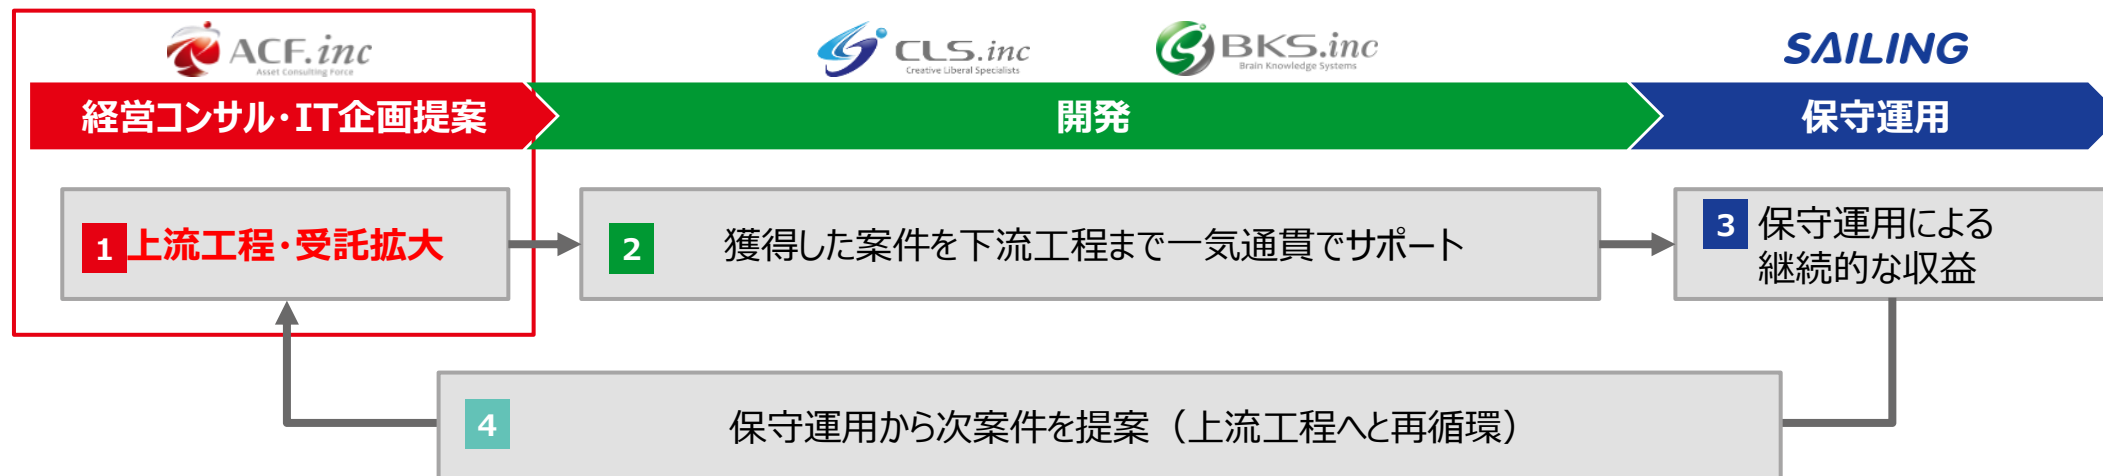 ACF.inc
Asset Consulting Force
CLS.inc
Creative Liberal Specialists
BKS.inc
Brain Knowledge Systems
SAILING
経営コンサル・IT企画提案
開発
保守運用
1 上流工程・受託拡大
2 獲得した案件を下流工程まで一気通貫でサポート
3 保守運用による
継続的な収益
4 保守運用から次案件を提案（上流工程へと再循環）